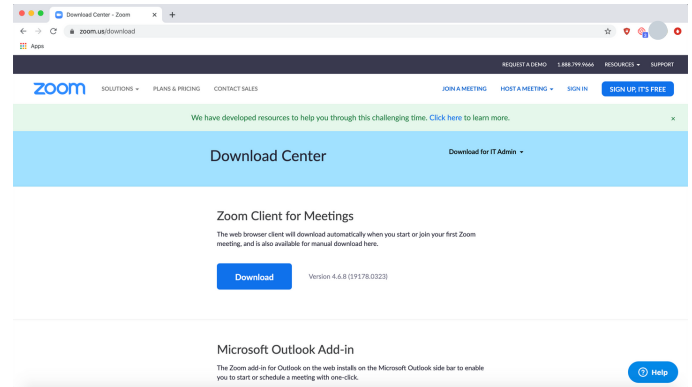 Download Center - Zoom
zoom.us/download
Apps
REQUEST A DEMO 1.888.799.9666 RESOURCES SUPPORT
zoom SOLUTIONS PLANS & PRICING CONTACT SALES JOIN A MEETING HOST A MEETING SIGN IN SIGN UP, IT'S FREE
We have developed resources to help you through this challenging time. Click here to learn more.
Download Center Download for IT Admin
Zoom Client for Meetings
The web browser client will download automatically when you start or join your first Zoom
meeting, and is also available for manual download here.
Download Version 4.6.8 (19178.0323)
Microsoft Outlook Add-in
The Zoom add-in for Outlook on the web installs on the Microsoft Outlook side bar to enable
you to start or schedule a meeting with one-click.
Help